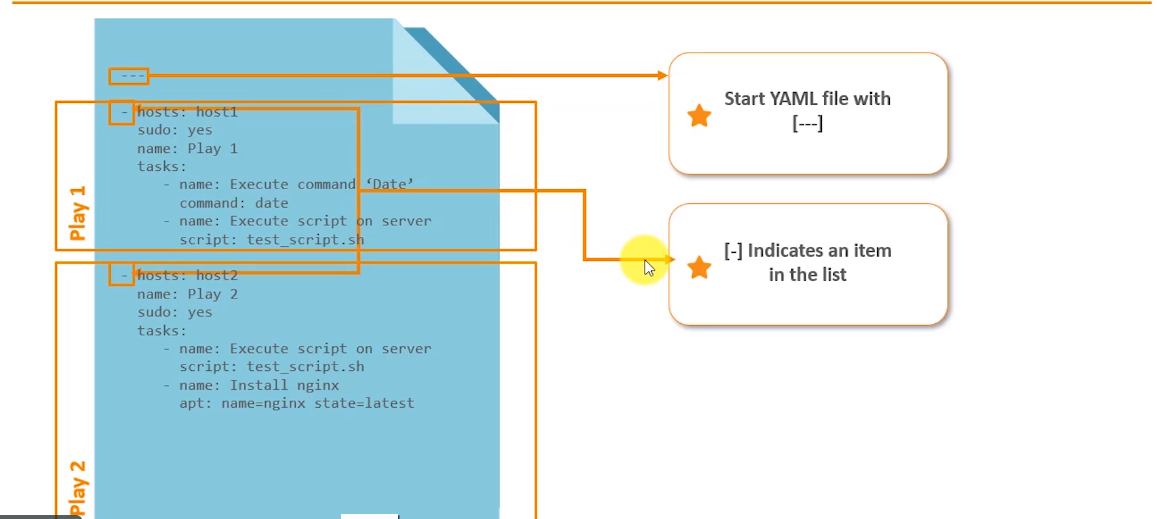 ---
- hosts: host1
sudo: yes
name: Play 1
tasks:
- name: Execute command ‘Date’
command: date
- name: Execute script on server
script: test_script.sh
Play 1
- hosts: host2
name: Play 2
sudo: yes
tasks:
- name: Execute script on server
script: test_script.sh
- name: Install nginx
apt: name=nginx state=latest
Play 2
Start YAML file with
[---]
[-] Indicates an item
in the list